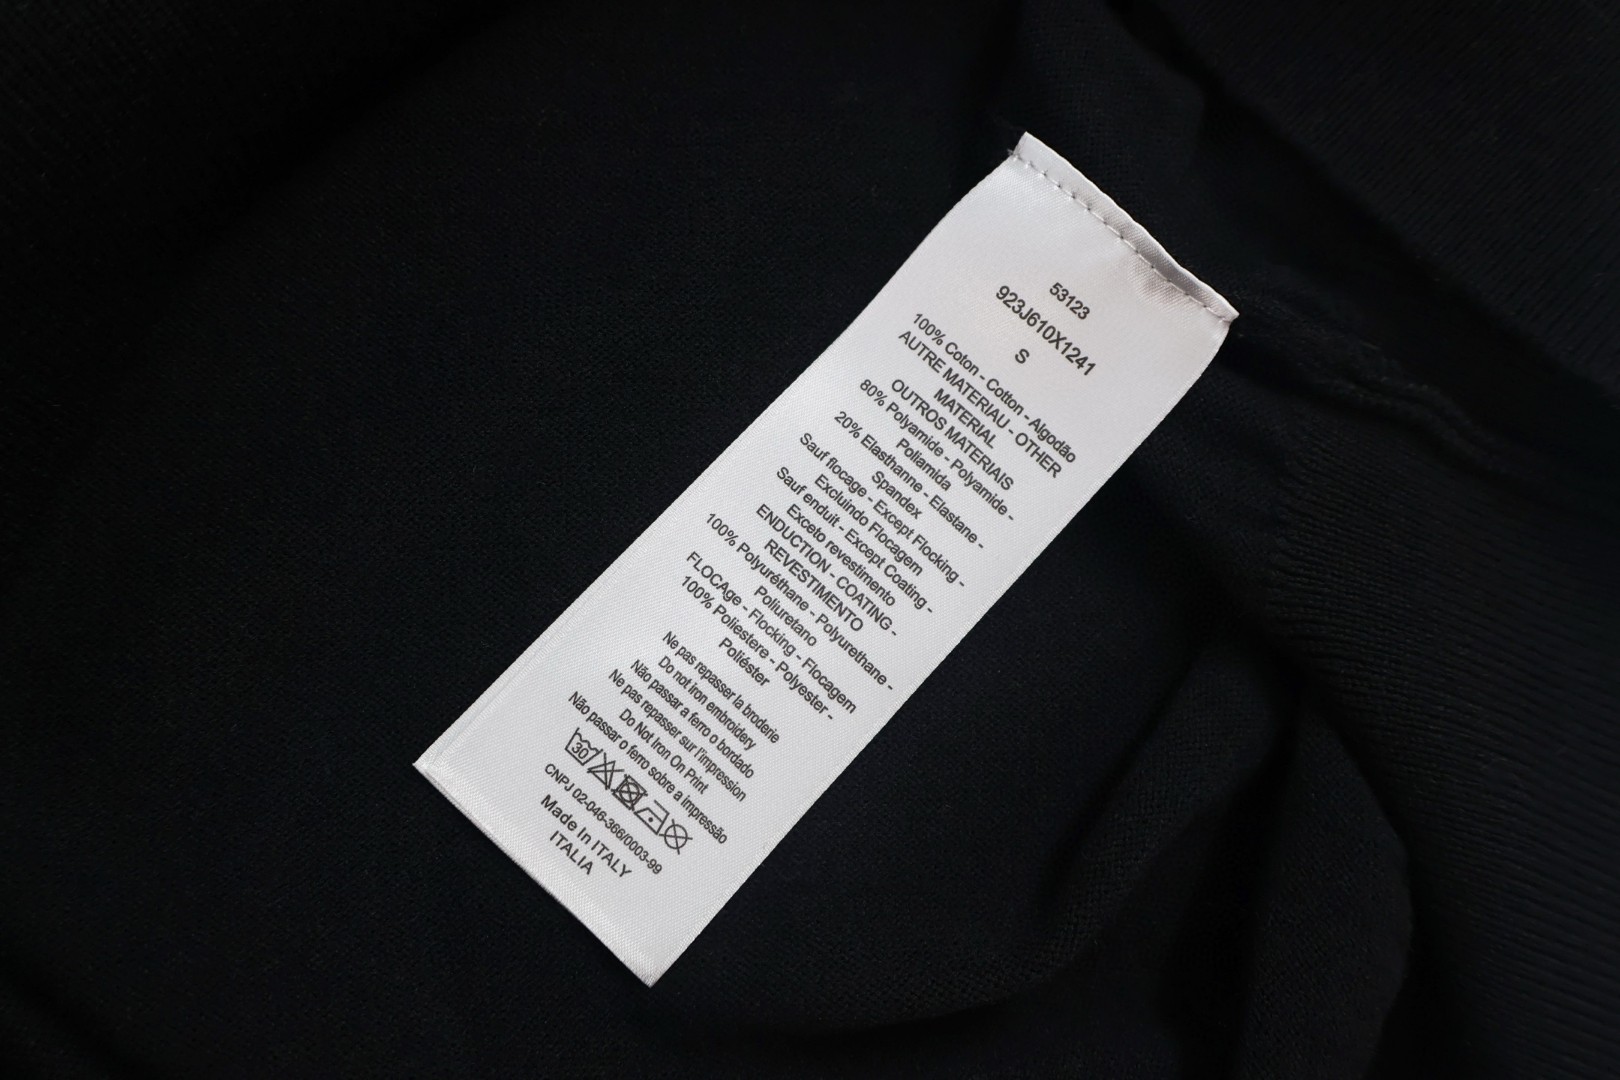 53123
923J610X1241
S
100% Coton - Cotton - Algodão
AUTRE MATERIAU - OTHER
MATERIAL
OUTROS MATERIAIS
80% Polyamide - Polyamide -
Poliamida
20% Elasthanne - Elastane -
Spandex
Sauf flocage - Except Flocking -
Excluindo Flocagem
Sauf enduit - Except Coating -
Exceto revestimento
ENDUCTION - COATING -
REVESTIMENTO
100% Polyuréthane - Polyurethane -
Poliuretano
FLOCAge - Flocking - Flocagem
100% Poliestere - Polyester -
Poliéster
Ne pas repasser la broderie
Do not iron embroidery
Não passar a ferro o bordado
Ne pas repasser sur l'impression
Do Not Iron On Print
Não passar o ferro sobre a impressão
30
CNPJ 02-046-366/0003-99
Made In ITALY
ITALIA